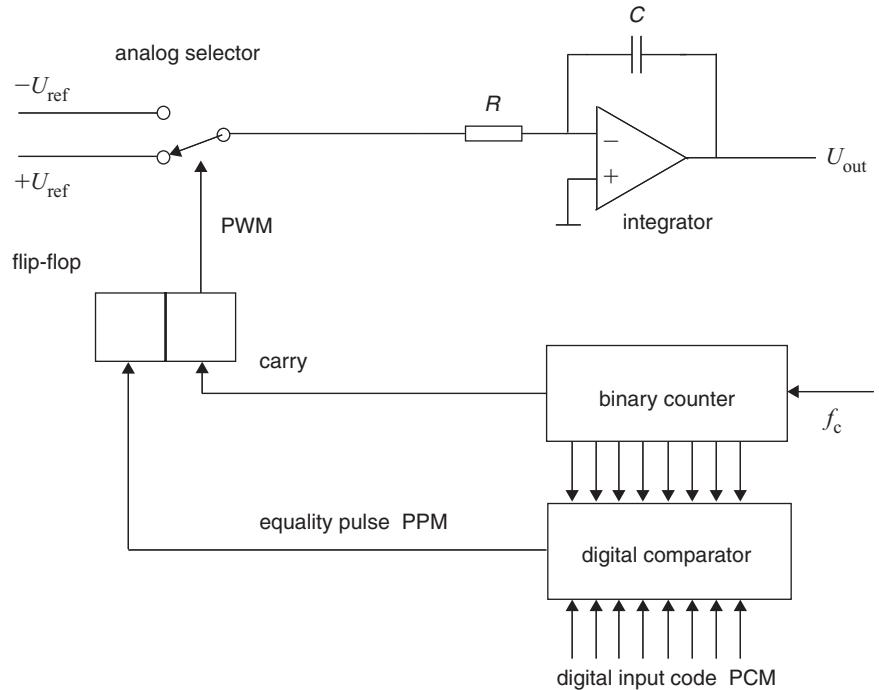 C
analog selector
−U_ref
R
−
+U_ref
+
U_out
PWM
integrator
flip-flop
carry
binary counter
f_c
equality pulse PPM
digital comparator
digital input code PCM